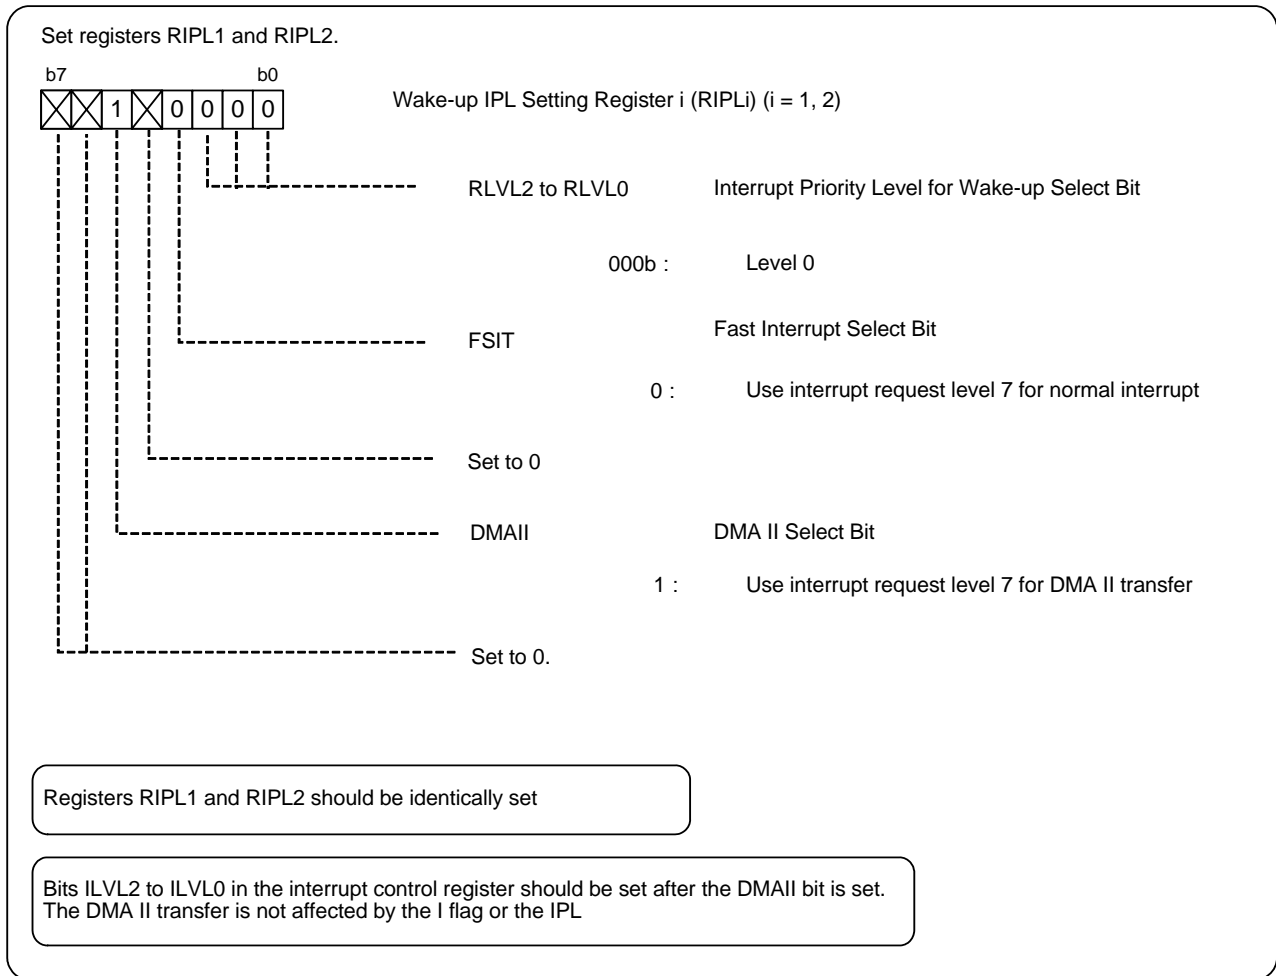 Set registers RIPL1 and RIPL2.
b7 b0
1 0 0 0 0
Wake-up IPL Setting Register i (RIPLi) (i = 1, 2)
RLVL2 to RLVL0 Interrupt Priority Level for Wake-up Select Bit
000b : Level 0
FSIT Fast Interrupt Select Bit
0 : Use interrupt request level 7 for normal interrupt
Set to 0
DMAII DMA II Select Bit
1 : Use interrupt request level 7 for DMA II transfer
Set to 0.
Registers RIPL1 and RIPL2 should be identically set
Bits ILVL2 to ILVL0 in the interrupt control register should be set after the DMAII bit is set.
The DMA II transfer is not affected by the I flag or the IPL